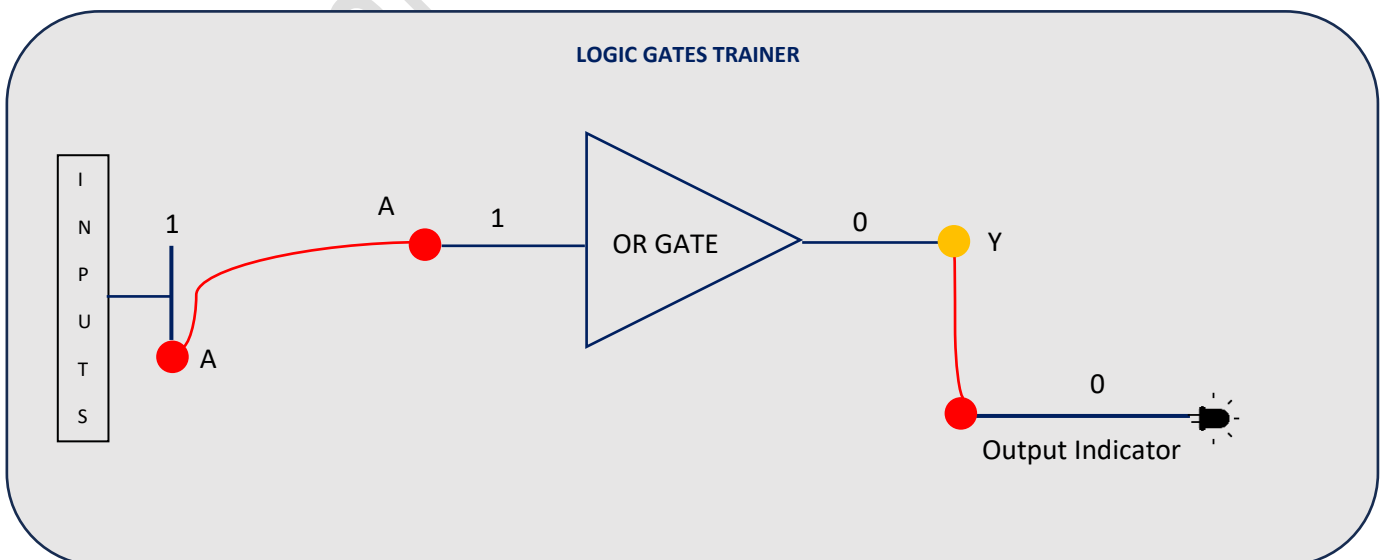 LOGIC GATES TRAINER
I
N
P
U
T
S
1
A
A
1
OR GATE
0
Y
0
Output Indicator